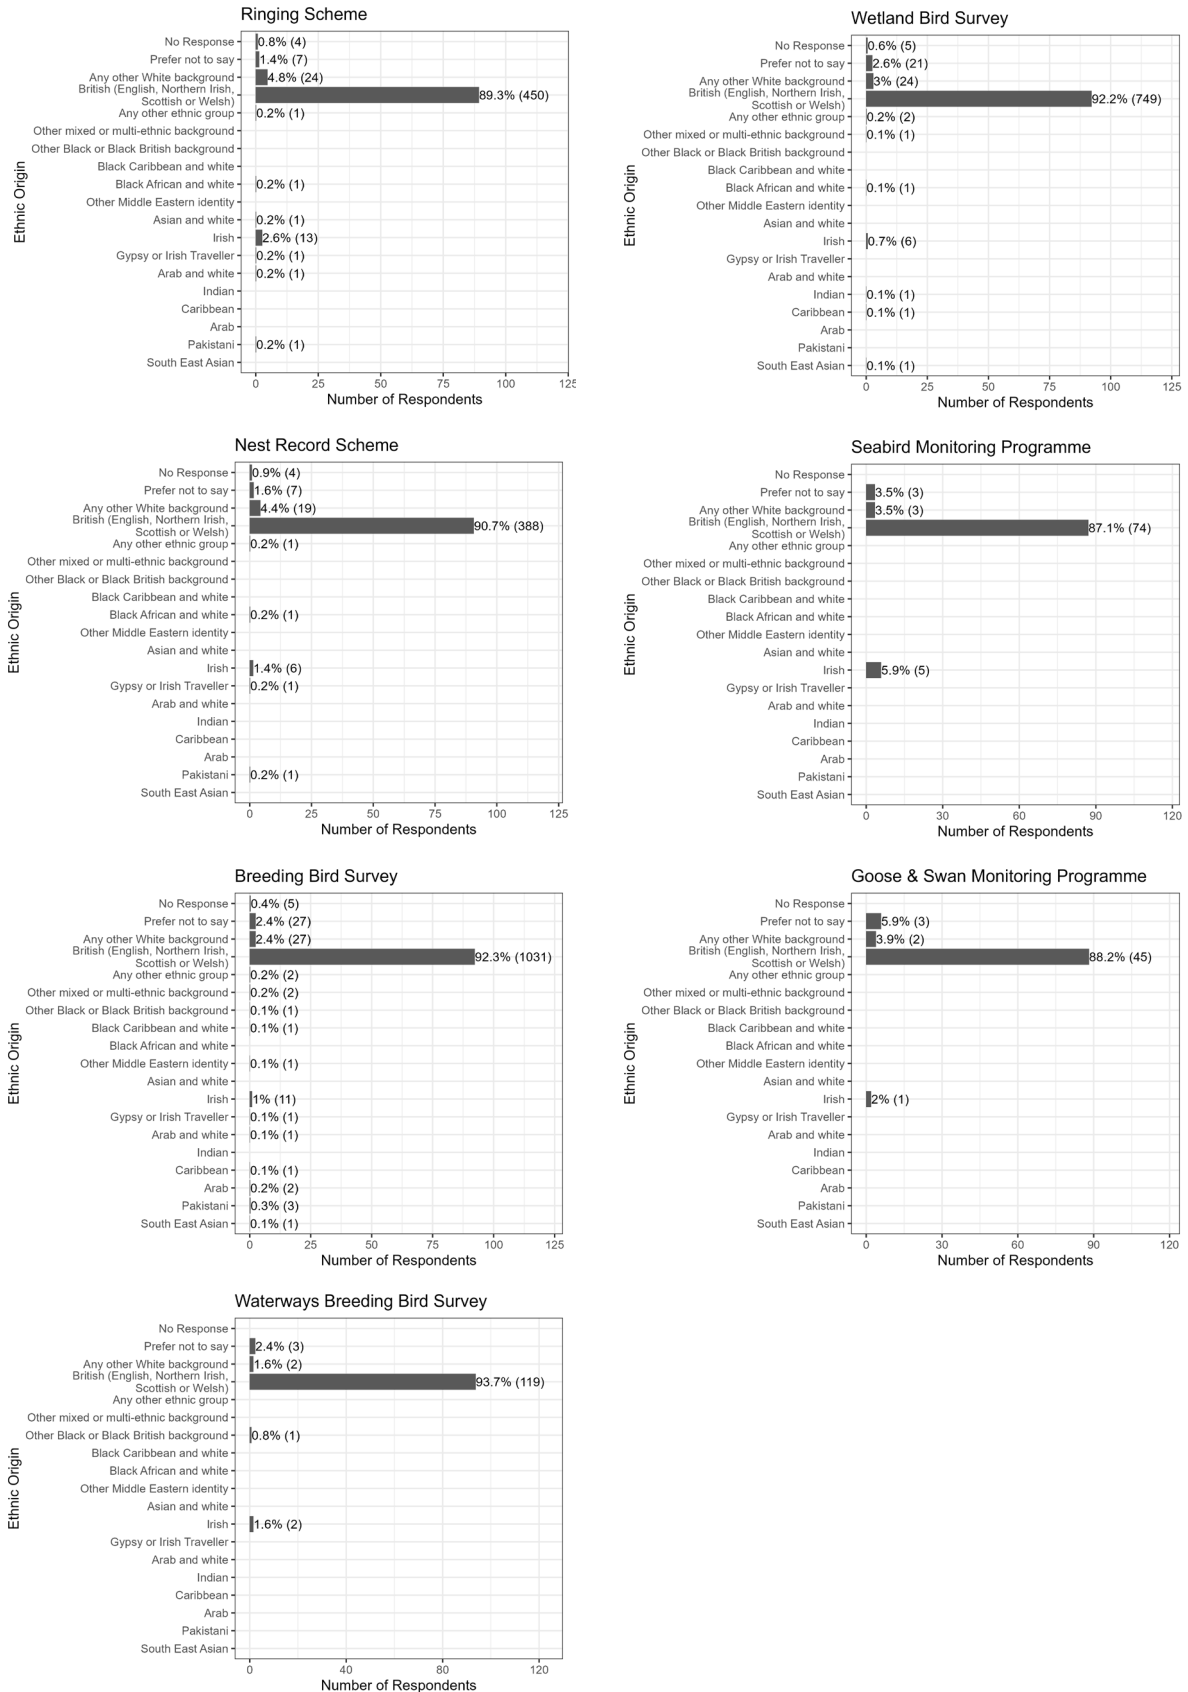 Ringing Scheme
Ethnic Origin
No Response 0.8% (4)
Prefer not to say 1.4% (7)
Any other White background 4.8% (24)
British (English, Northern Irish,
Scottish or Welsh) 89.3% (450)
Any other ethnic group 0.2% (1)
Other mixed or multi-ethnic background
Other Black or Black British background
Black Caribbean and white
Black African and white 0.2% (1)
Other Middle Eastern identity
Asian and white 0.2% (1)
Irish 2.6% (13)
Gypsy or Irish Traveller 0.2% (1)
Arab and white 0.2% (1)
Indian
Caribbean
Arab
Pakistani 0.2% (1)
South East Asian
0 25 50 75 100 125
Number of Respondents
Wetland Bird Survey
Ethnic Origin
No Response 0.6% (5)
Prefer not to say 2.6% (21)
Any other White background 3% (24)
British (English, Northern Irish,
Scottish or Welsh) 92.2% (749)
Any other ethnic group 0.2% (2)
Other mixed or multi-ethnic background 0.1% (1)
Other Black or Black British background
Black Caribbean and white
Black African and white 0.1% (1)
Other Middle Eastern identity
Asian and white
Irish 0.7% (6)
Gypsy or Irish Traveller
Arab and white
Indian 0.1% (1)
Caribbean 0.1% (1)
Arab
Pakistani
South East Asian 0.1% (1)
0 25 50 75 100 125
Number of Respondents
Nest Record Scheme
Ethnic Origin
No Response 0.9% (4)
Prefer not to say 1.6% (7)
Any other White background 4.4% (19)
British (English, Northern Irish,
Scottish or Welsh) 90.7% (388)
Any other ethnic group 0.2% (1)
Other mixed or multi-ethnic background
Other Black or Black British background
Black Caribbean and white
Black African and white 0.2% (1)
Other Middle Eastern identity
Asian and white
Irish 1.4% (6)
Gypsy or Irish Traveller 0.2% (1)
Arab and white
Indian
Caribbean
Arab
Pakistani 0.2% (1)
South East Asian
0 25 50 75 100 125
Number of Respondents
Seabird Monitoring Programme
Ethnic Origin
No Response
Prefer not to say 3.5% (3)
Any other White background 3.5% (3)
British (English, Northern Irish,
Scottish or Welsh) 87.1% (74)
Any other ethnic group
Other mixed or multi-ethnic background
Other Black or Black British background
Black Caribbean and white
Black African and white
Other Middle Eastern identity
Asian and white
Irish 5.9% (5)
Gypsy or Irish Traveller
Arab and white
Indian
Caribbean
Arab
Pakistani
South East Asian
0 30 60 90 120
Number of Respondents
Breeding Bird Survey
Ethnic Origin
No Response 0.4% (5)
Prefer not to say 2.4% (27)
Any other White background 2.4% (27)
British (English, Northern Irish,
Scottish or Welsh) 92.3% (1031)
Any other ethnic group 0.2% (2)
Other mixed or multi-ethnic background 0.2% (2)
Other Black or Black British background 0.1% (1)
Black Caribbean and white 0.1% (1)
Black African and white
Other Middle Eastern identity 0.1% (1)
Asian and white
Irish 1% (11)
Gypsy or Irish Traveller 0.1% (1)
Arab and white 0.1% (1)
Indian
Caribbean 0.1% (1)
Arab 0.2% (2)
Pakistani 0.3% (3)
South East Asian 0.1% (1)
0 25 50 75 100 125
Number of Respondents
Goose & Swan Monitoring Programme
Ethnic Origin
No Response
Prefer not to say 5.9% (3)
Any other White background 3.9% (2)
British (English, Northern Irish,
Scottish or Welsh) 88.2% (45)
Any other ethnic group
Other mixed or multi-ethnic background
Other Black or Black British background
Black Caribbean and white
Black African and white
Other Middle Eastern identity
Asian and white
Irish 2% (1)
Gypsy or Irish Traveller
Arab and white
Indian
Caribbean
Arab
Pakistani
South East Asian
0 30 60 90 120
Number of Respondents
Waterways Breeding Bird Survey
Ethnic Origin
No Response
Prefer not to say 2.4% (3)
Any other White background 1.6% (2)
British (English, Northern Irish,
Scottish or Welsh) 93.7% (119)
Any other ethnic group
Other mixed or multi-ethnic background
Other Black or Black British background 0.8% (1)
Black Caribbean and white
Black African and white
Other Middle Eastern identity
Asian and white
Irish 1.6% (2)
Gypsy or Irish Traveller
Arab and white
Indian
Caribbean
Arab
Pakistani
South East Asian
0 40 80 120
Number of Respondents